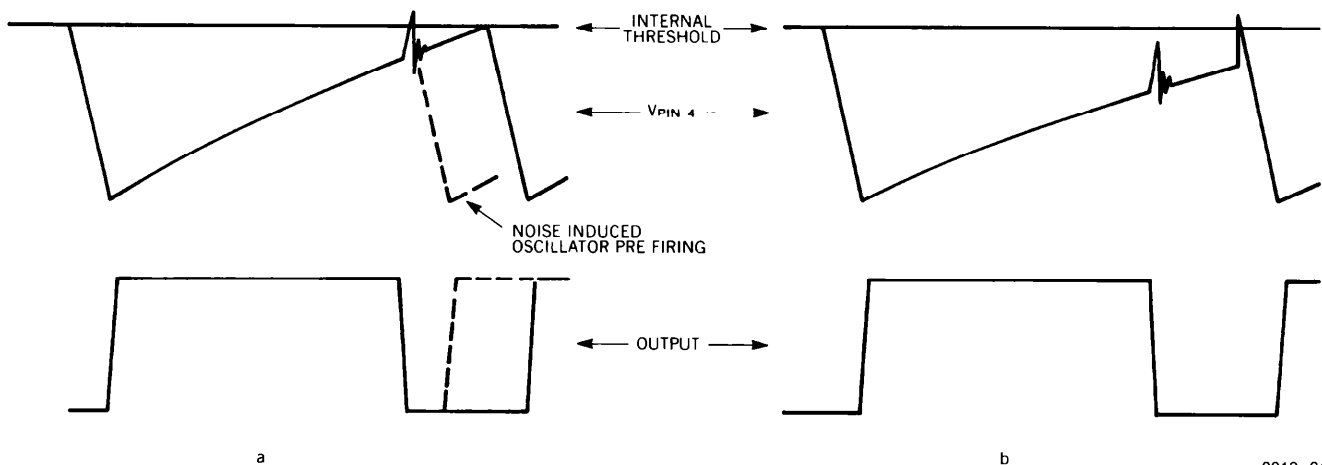 INTERNAL
THRESHOLD
VPIN 4
NOISE INDUCED
OSCILLATOR PRE FIRING
OUTPUT
a
b